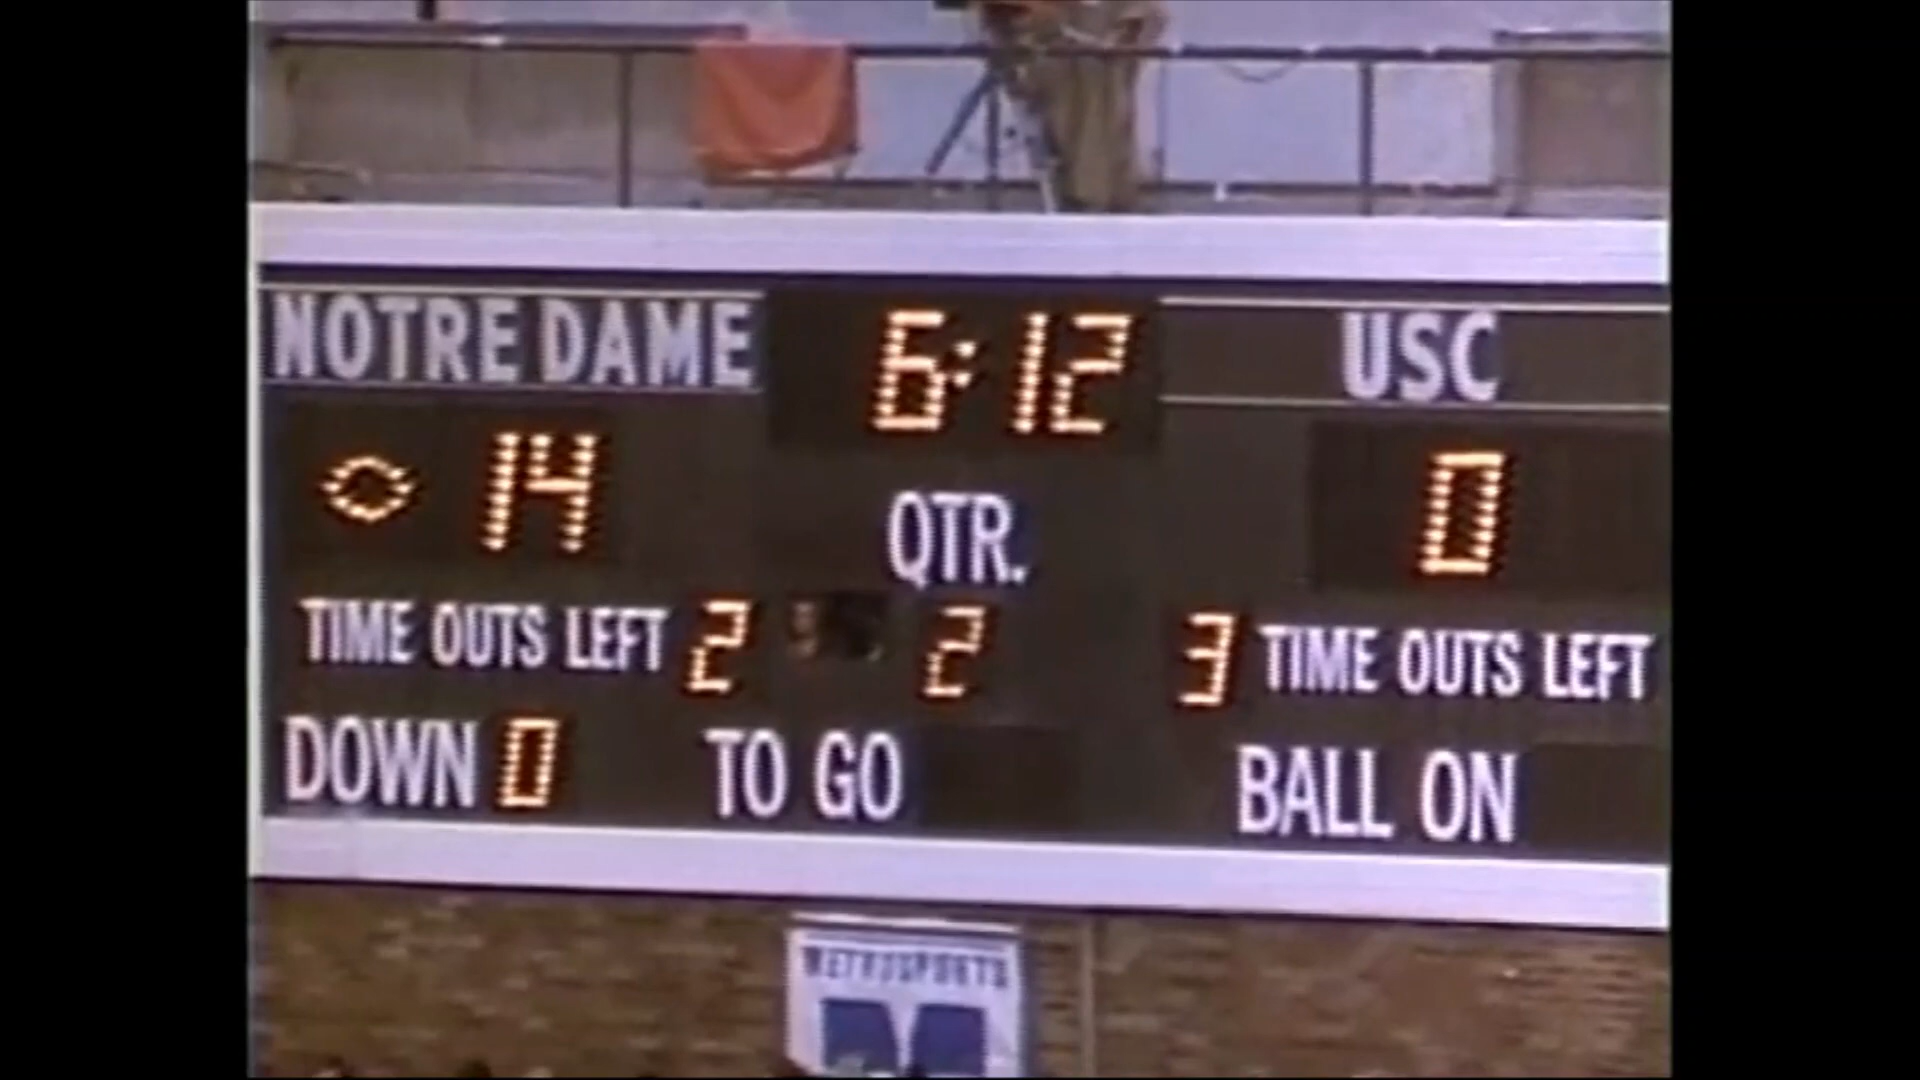 NOTRE DAME 6:12 USC
14 0
QTR.
TIME OUTS LEFT 2 2 3 TIME OUTS LEFT
DOWN 0 TO GO BALL ON
METROSPORTS